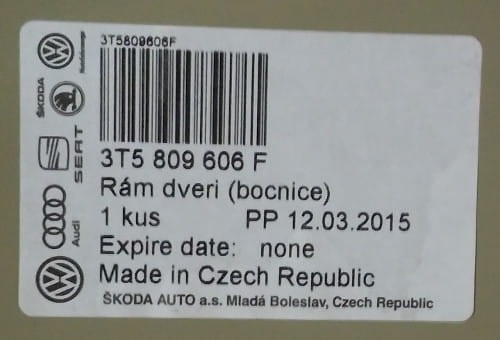 3T5809606F
3T5 809 606 F
Rám dveri (bocnice)
1 kus PP 12.03.2015
Expire date: none
Made in Czech Republic
ŠKODA AUTO a.s. Mladá Boleslav, Czech Republic
ŠKODA
SEAT
Audi